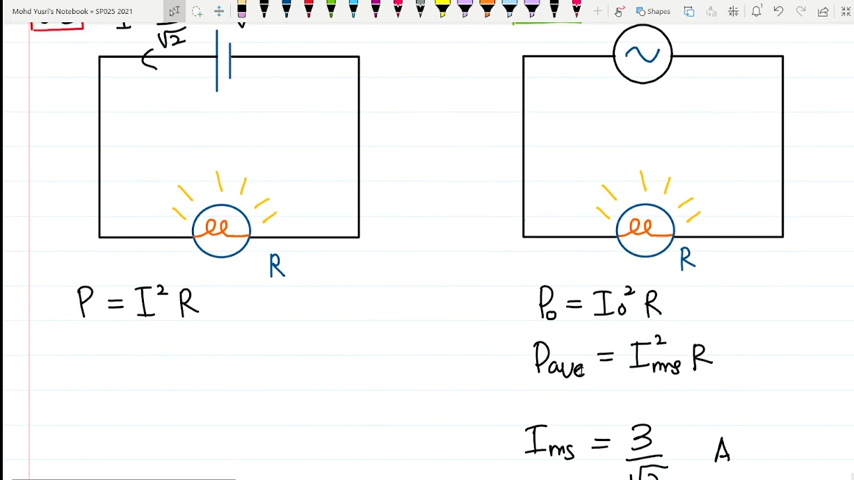 Mohd Yusri's Notebook » SP025 2021
Shapes
I √2
R
R
P = I² R
P₀ = I₀² R
Pave = I²rms R
Irms = 3/√2 A